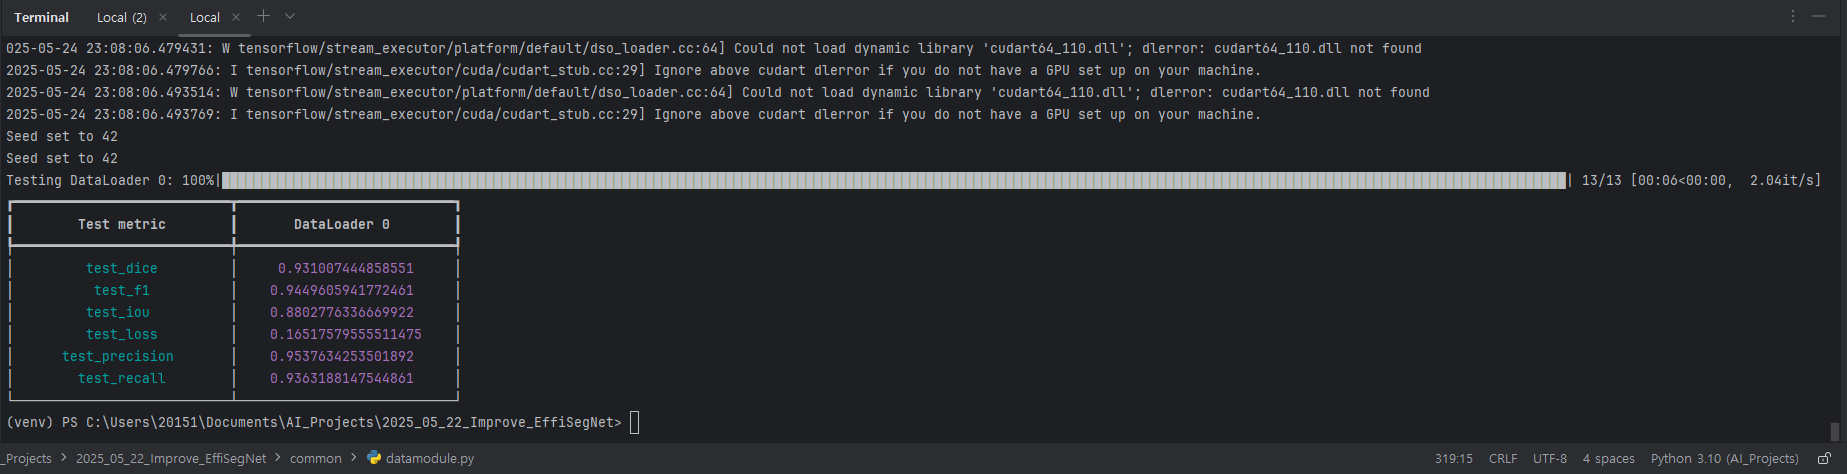 Terminal Local (2) × Local ×
025-05-24 23:08:06.479431: W tensorflow/stream_executor/platform/default/dso_loader.cc:64] Could not load dynamic library 'cudart64_110.dll'; dlerror: cudart64_110.dll not found
2025-05-24 23:08:06.479766: I tensorflow/stream_executor/cuda/cudart_stub.cc:29] Ignore above cudart dlerror if you do not have a GPU set up on your machine.
2025-05-24 23:08:06.493514: W tensorflow/stream_executor/platform/default/dso_loader.cc:64] Could not load dynamic library 'cudart64_110.dll'; dlerror: cudart64_110.dll not found
2025-05-24 23:08:06.493769: I tensorflow/stream_executor/cuda/cudart_stub.cc:29] Ignore above cudart dlerror if you do not have a GPU set up on your machine.
Seed set to 42
Seed set to 42
Testing DataLoader 0: 100%| | 13/13 [00:06<00:00, 2.04it/s]
Test metric DataLoader 0
test_dice 0.931007444858551
test_f1 0.9449605941772461
test_iou 0.8802776336669922
test_loss 0.16517579555511475
test_precision 0.9537634253501892
test_recall 0.9363188147544861
(venv) PS C:\Users\20151\Documents\AI_Projects\2025_05_22_Improve_EffiSegNet>
_Projects > 2025_05_22_Improve_EffiSegNet > common > datamodule.py 319:15 CRLF UTF-8 4 spaces Python 3.10 (AI_Projects)